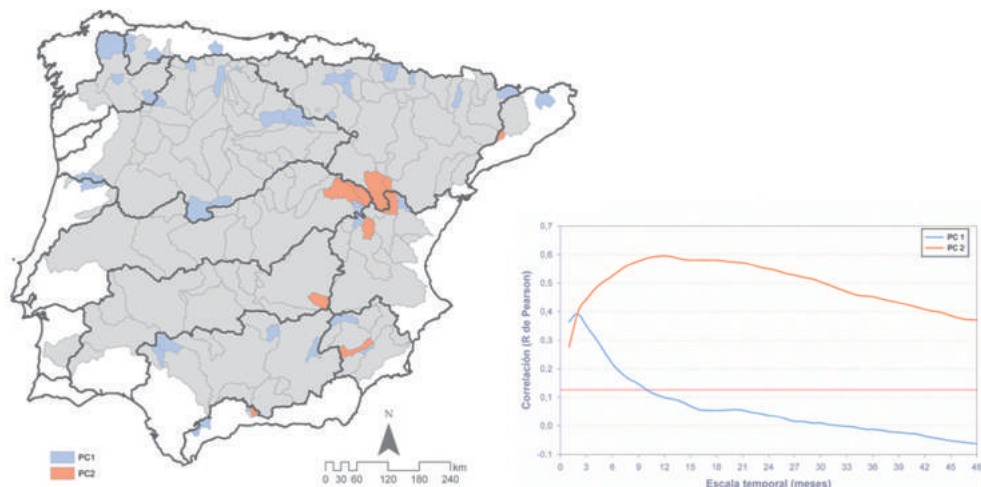 N
PC1
PC2
km
0 30 60 120 180 240
PC 1
PC 2
Correlación (R de Pearson)
0,7
0,6
0,5
0,4
0,3
0,2
0,1
0,0
-0.1
0 3 6 9 12 15 18 21 24 27 30 33 36 39 42 45 48
Escala temporal (meses)